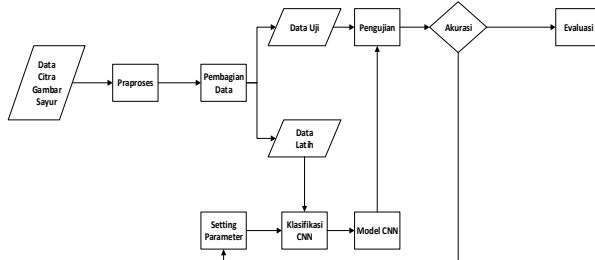 Data Uji
Pengujian
Akurasi
Evaluasi
Data
Citra
Gambar
Sayur
Praproses
Pembagian
Data
Data
Latih
Setting
Parameter
Klasifikasi
CNN
Model CNN